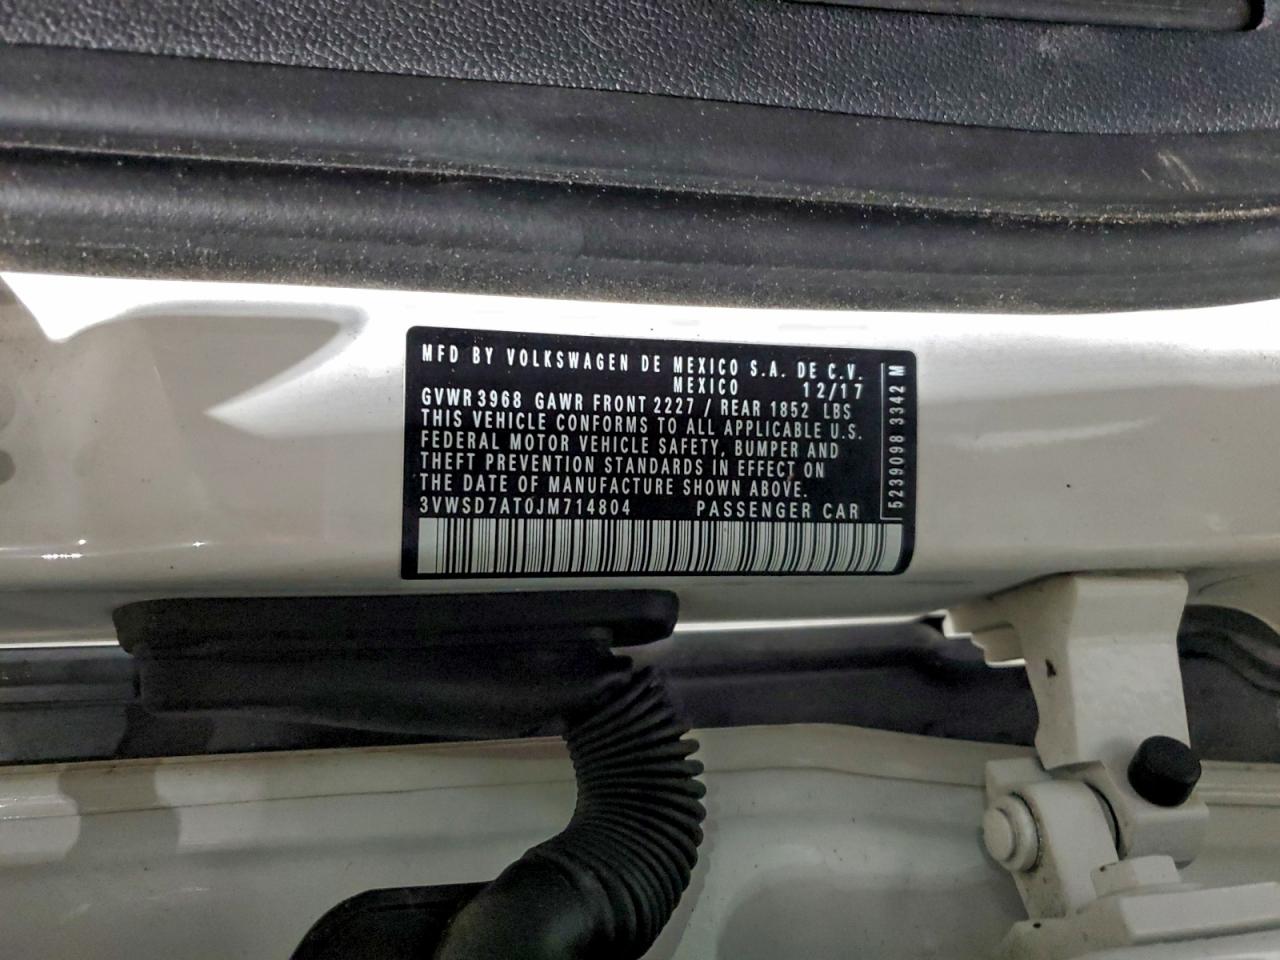 MFD BY VOLKSWAGEN DE MEXICO S.A. DE C.V.
MEXICO 12/17
GVWR 3968 GAWR FRONT 2227 / REAR 1852 LBS
THIS VEHICLE CONFORMS TO ALL APPLICABLE U.S.
FEDERAL MOTOR VEHICLE SAFETY, BUMPER AND
THEFT PREVENTION STANDARDS IN EFFECT ON
THE DATE OF MANUFACTURE SHOWN ABOVE.
3VWSD7AT0JM714804 PASSENGER CAR
5239098 3342 M